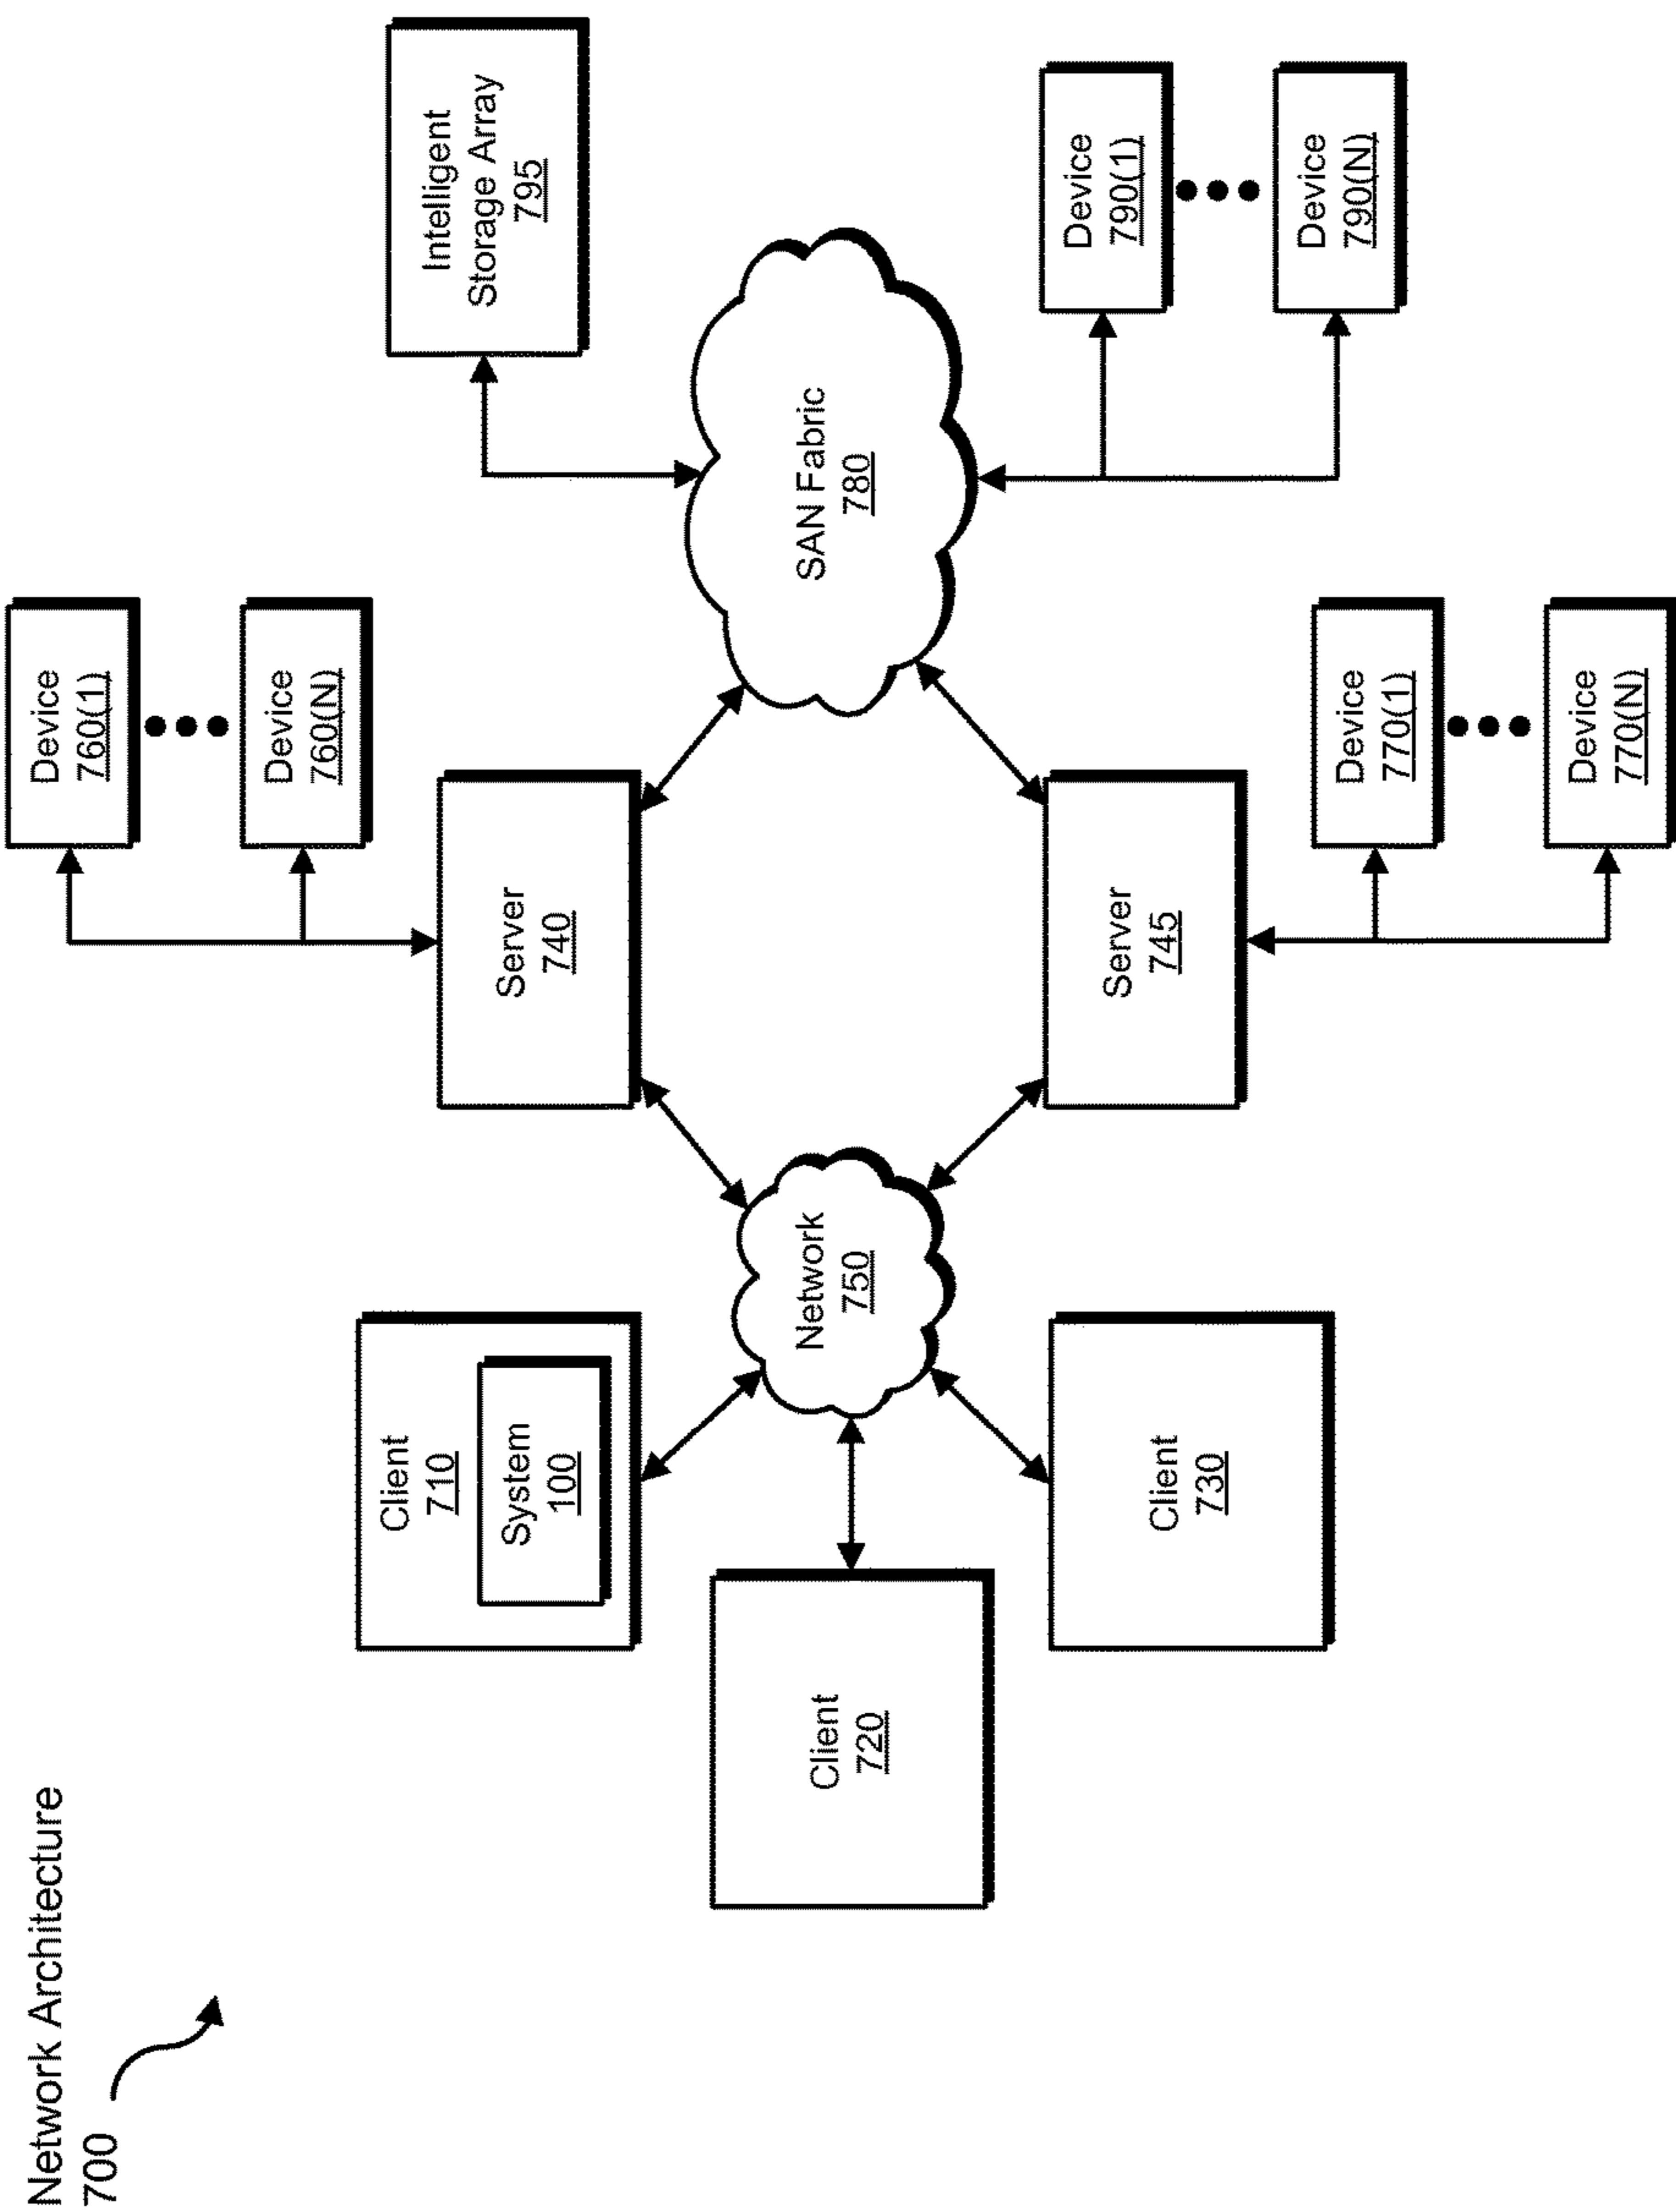 Network Architecture
700
Client
710
System
100
Client
720
Client
730
Network
750
Server
740
Server
745
Device
760(1)
Device
760(N)
Device
770(1)
Device
770(N)
SAN Fabric
780
Intelligent
Storage Array
795
Device
790(1)
Device
790(N)